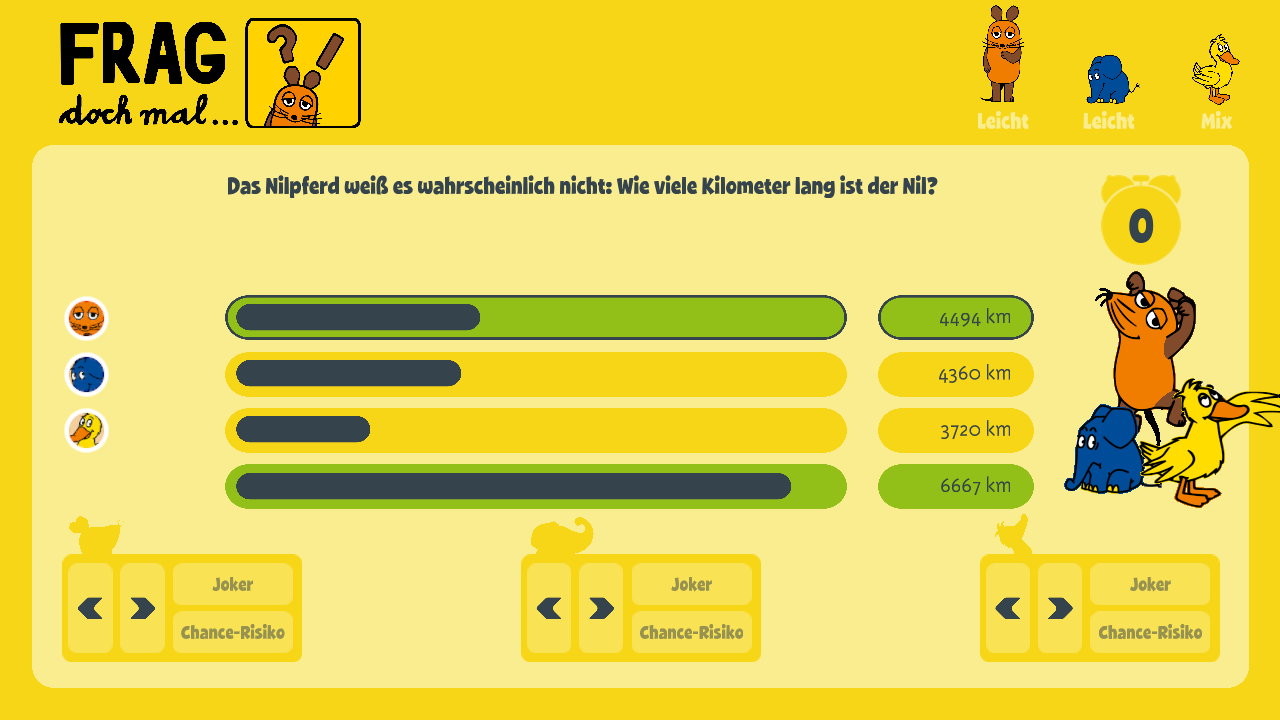 FRAG
doch mal...
?!
Leicht
Leicht
Mix
Das Nilpferd weiß es wahrscheinlich nicht: Wie viele Kilometer lang ist der Nil?
0
4494 km
4360 km
3720 km
6667 km
Joker
Chance-Risiko
Joker
Chance-Risiko
Joker
Chance-Risiko